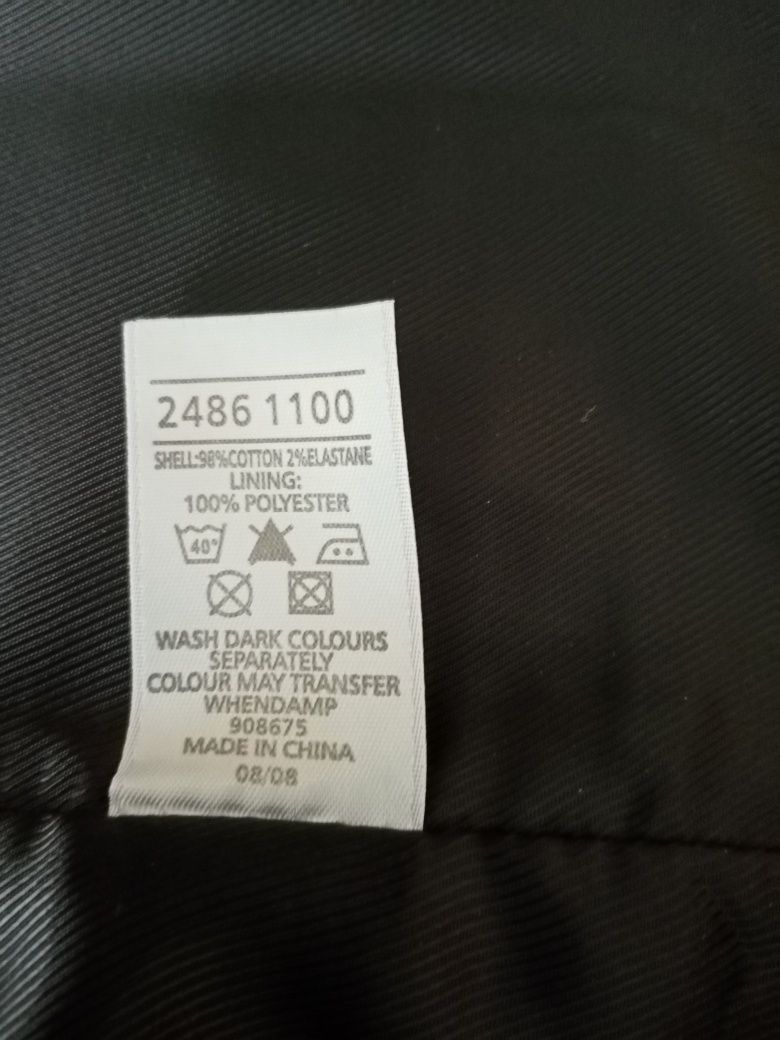 2486 1100
SHELL:98%COTTON 2%ELASTANE
LINING:
100% POLYESTER
40°
WASH DARK COLOURS
SEPARATELY
COLOUR MAY TRANSFER
WHENDAMP
908675
MADE IN CHINA
08/08